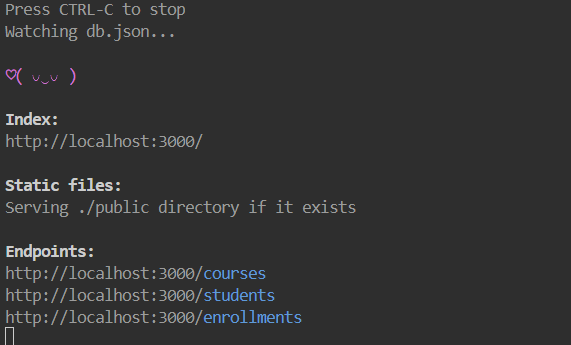 Press CTRL-C to stop
Watching db.json...
♡( ◡‿◡ )
Index:
http://localhost:3000/
Static files:
Serving ./public directory if it exists
Endpoints:
http://localhost:3000/courses
http://localhost:3000/students
http://localhost:3000/enrollments